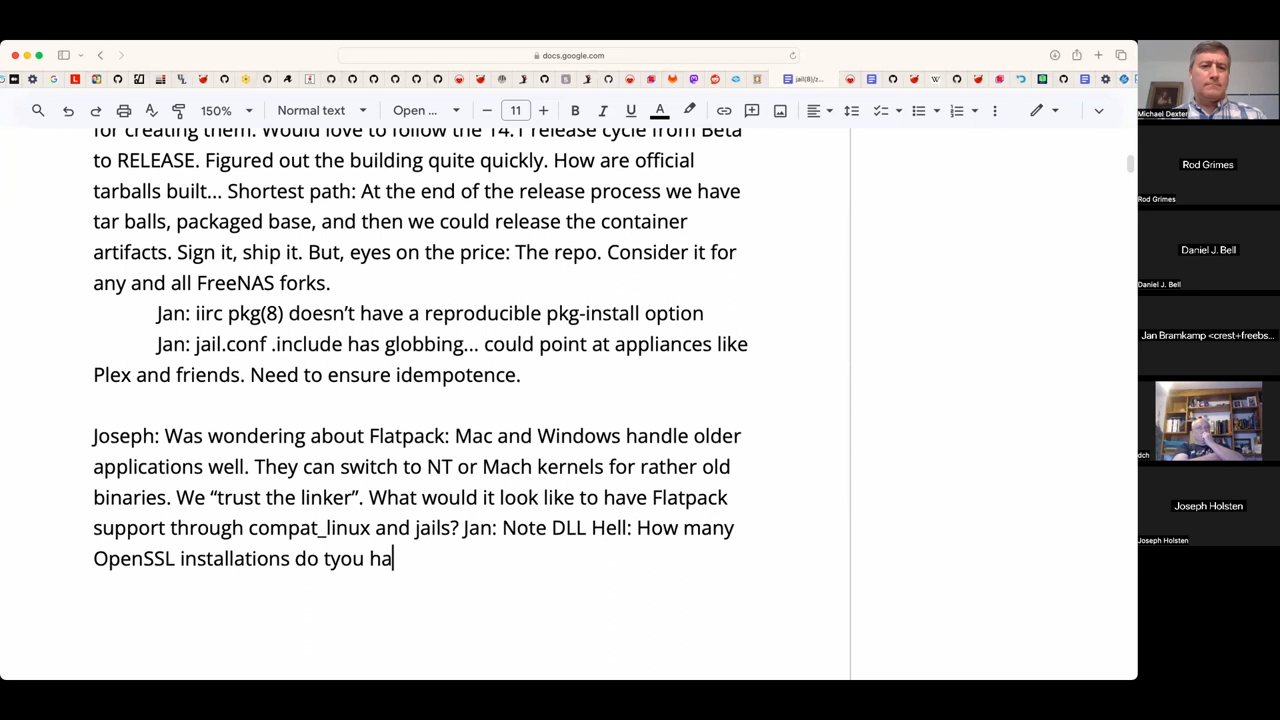 docs.google.com
jail(8)/z...
150%
Normal text
Open ...
11
for creating them. Would love to follow the 14.1 release cycle from Beta
to RELEASE. Figured out the building quite quickly. How are official
tarballs built... Shortest path: At the end of the release process we have
tar balls, packaged base, and then we could release the container
artifacts. Sign it, ship it. But, eyes on the price: The repo. Consider it for
any and all FreeNAS forks.
Jan: iirc pkg(8) doesn’t have a reproducible pkg-install option
Jan: jail.conf .include has globbing... could point at appliances like
Plex and friends. Need to ensure idempotence.
Joseph: Was wondering about Flatpack: Mac and Windows handle older
applications well. They can switch to NT or Mach kernels for rather old
binaries. We “trust the linker”. What would it look like to have Flatpack
support through compat_linux and jails? Jan: Note DLL Hell: How many
OpenSSL installations do tyou ha
Michael Dexter
Rod Grimes
Rod Grimes
Daniel J. Bell
Daniel J. Bell
Jan Bramkamp <crest+freebs...
dch
Joseph Holsten
Joseph Holsten